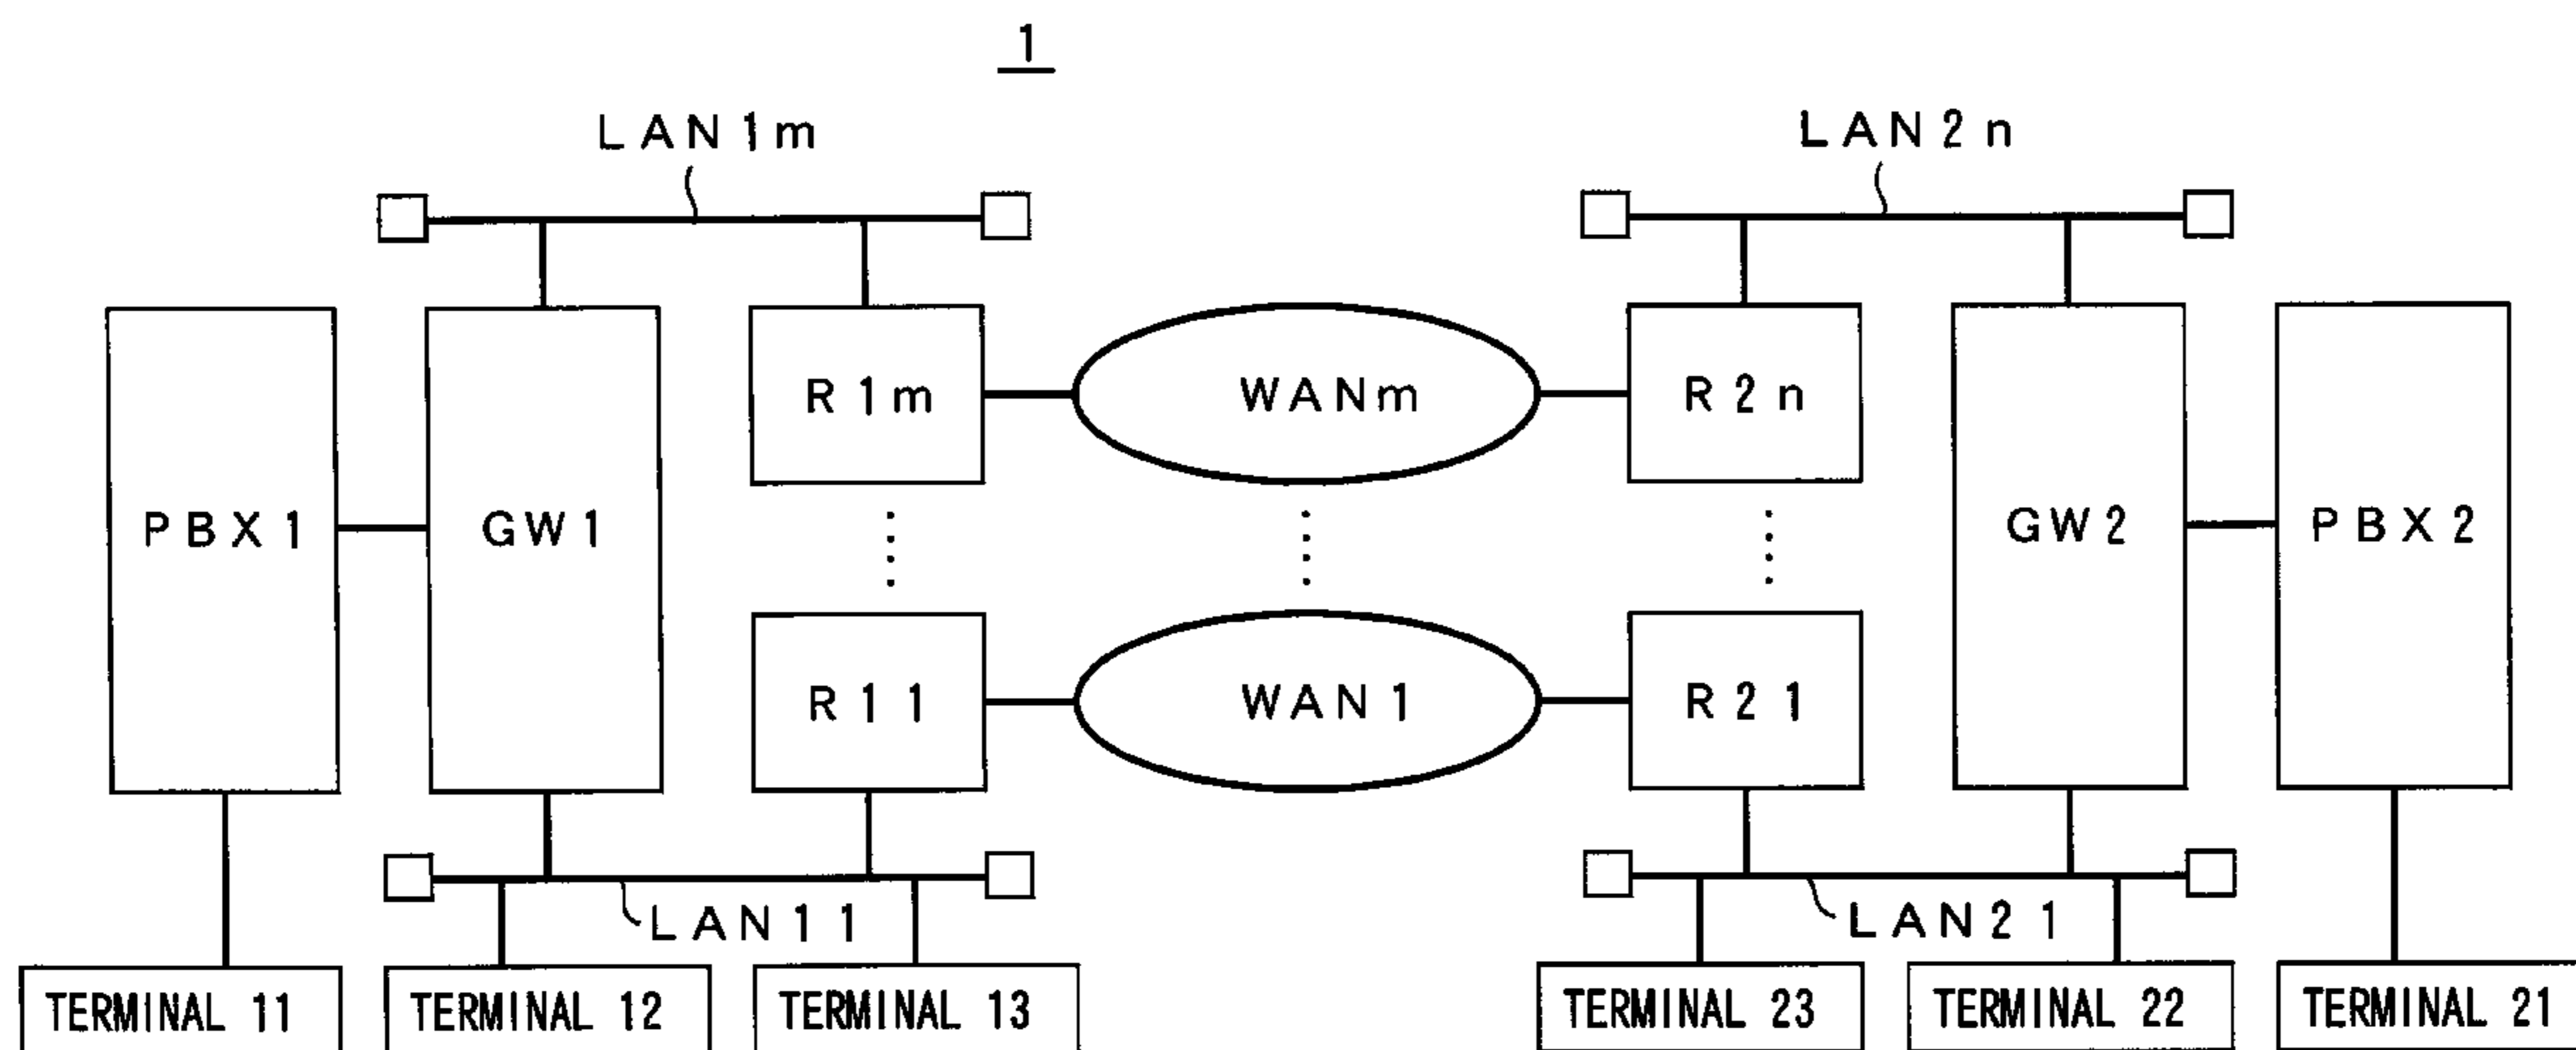 1
LAN1m
LAN2n
R1m
WANm
R2n
PBX1
GW1
GW2
PBX2
R11
WAN1
R21
LAN11
LAN21
TERMINAL 11
TERMINAL 12
TERMINAL 13
TERMINAL 23
TERMINAL 22
TERMINAL 21